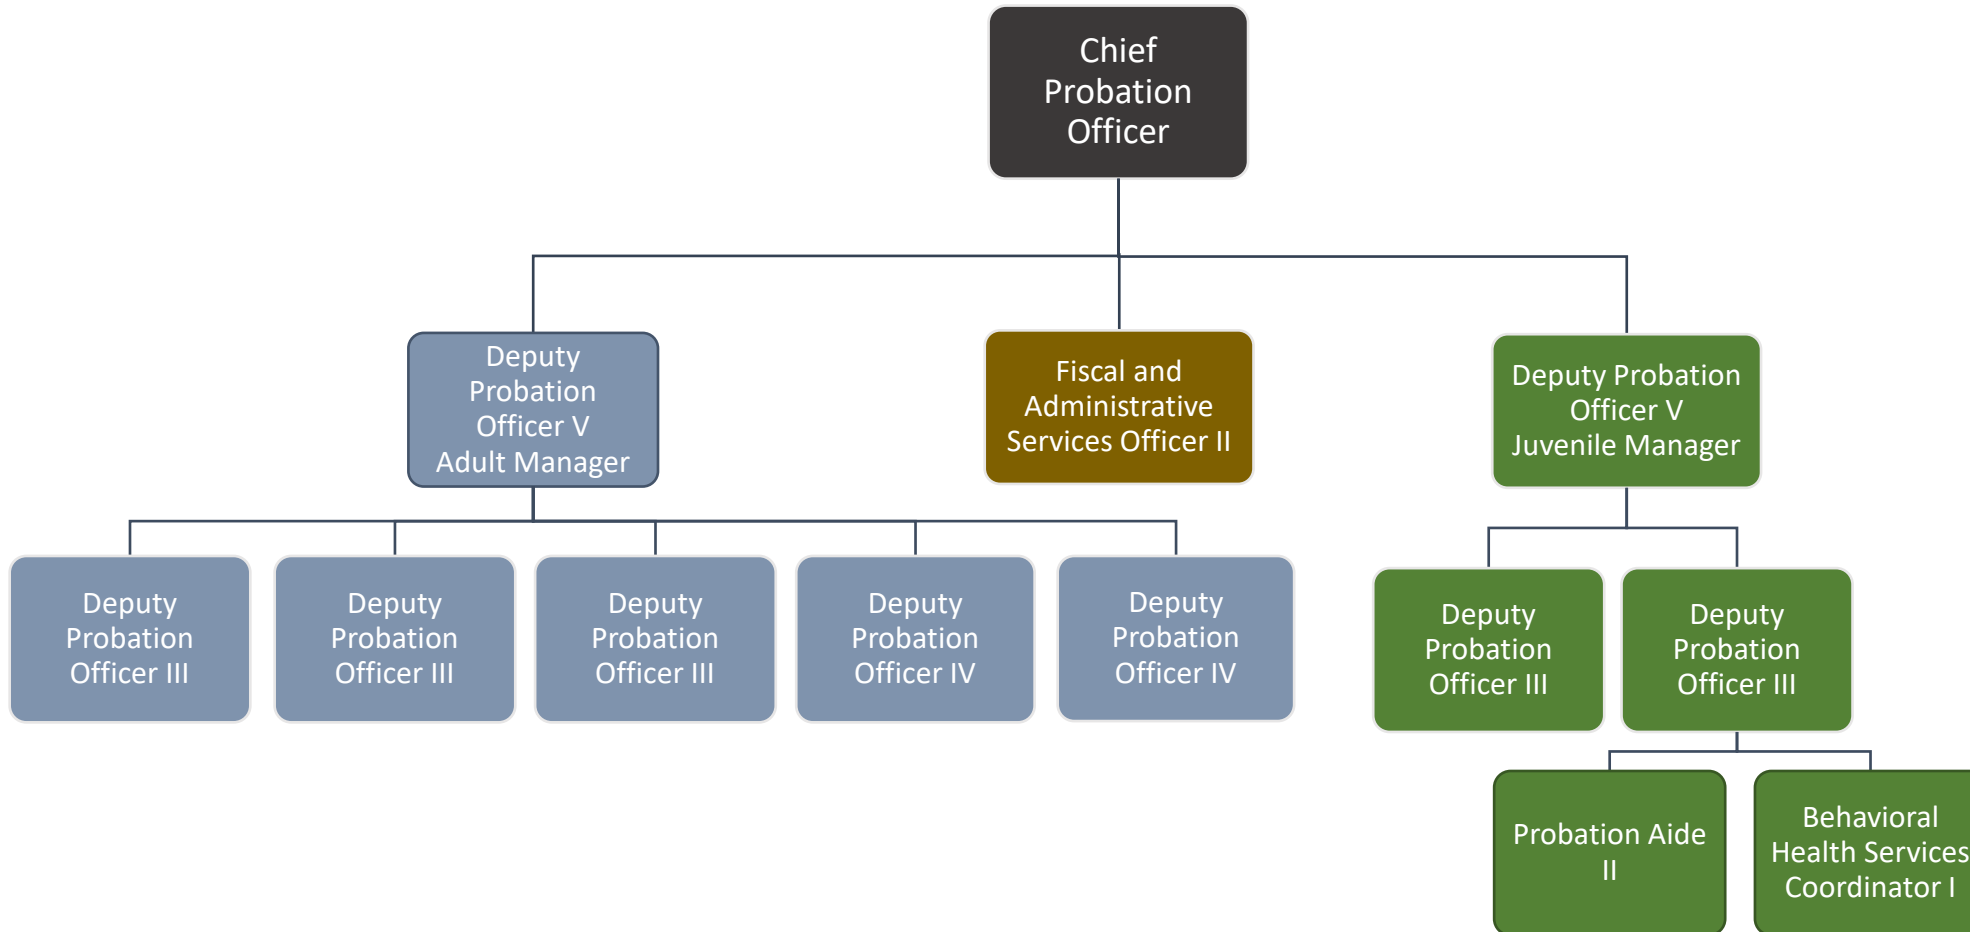 Chief
Probation
Officer
Deputy
Probation
Officer V
Adult Manager
Fiscal and
Administrative
Services Officer II
Deputy Probation
Officer V
Juvenile Manager
Deputy
Probation
Officer III
Deputy
Probation
Officer III
Deputy
Probation
Officer III
Deputy
Probation
Officer IV
Deputy
Probation
Officer IV
Deputy
Probation
Officer III
Deputy
Probation
Officer III
Probation Aide
II
Behavioral
Health Services
Coordinator I